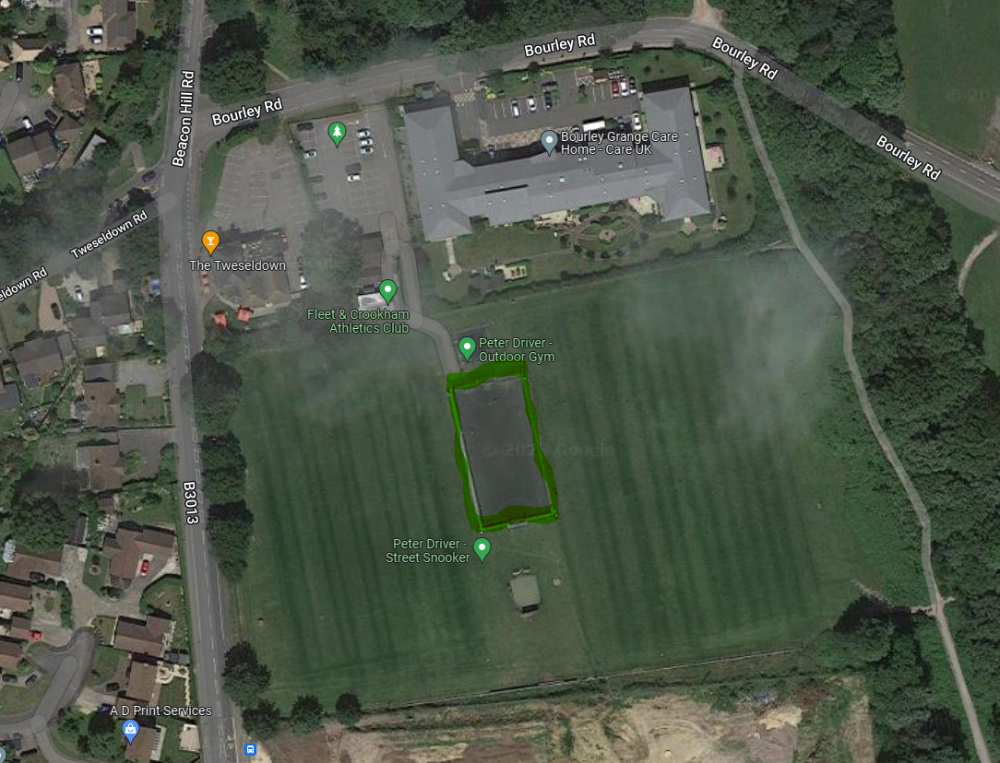 Bourley Rd
Bourley Rd
Beacon Hill Rd
Bourley Rd
Bourley Grange Care
Home - Care UK
Bourley Rd
Tweseldown Rd
The Tweseldown
seldown Rd
Fleet & Crookham
Athletics Club
Peter Driver -
Outdoor Gym
Google
B3013
Peter Driver -
Street Snooker
A D Print Services